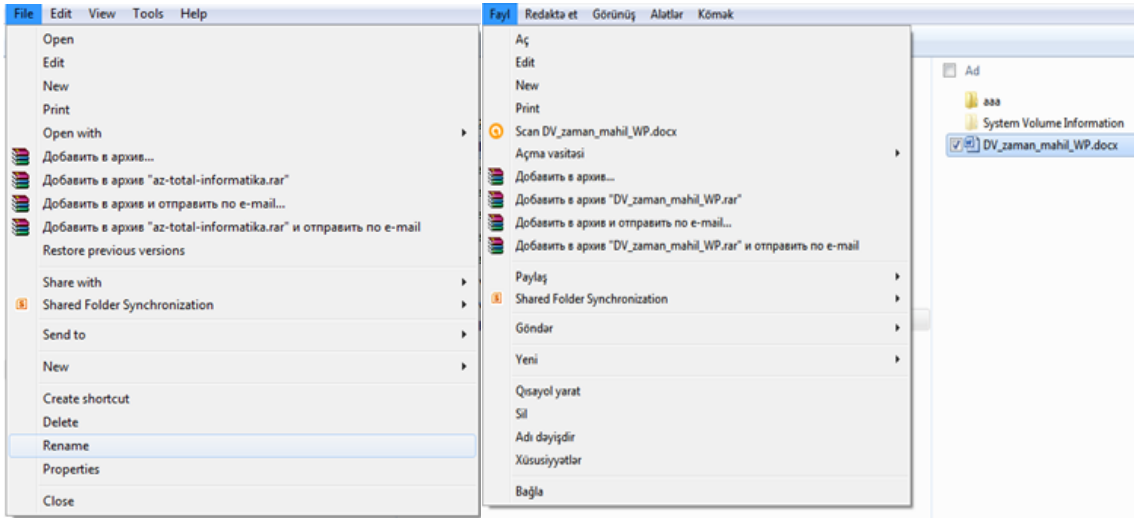 File Edit View Tools Help
Open
Edit
New
Print
Open with
Добавить в архив...
Добавить в архив "az-total-informatika.rar"
Добавить в архив и отправить по e-mail...
Добавить в архив "az-total-informatika.rar" и отправить по e-mail
Restore previous versions
Share with
Shared Folder Synchronization
Send to
New
Create shortcut
Delete
Rename
Properties
Close
Fayl Redaktə et Görünüş Alətlər Kömək
Aç
Edit
New
Print
Scan DV_zaman_mahil_WP.docx
Açma vasitəsi
Добавить в архив...
Добавить в архив "DV_zaman_mahil_WP.rar"
Добавить в архив и отправить по e-mail...
Добавить в архив "DV_zaman_mahil_WP.rar" и отправить по e-mail
Paylaş
Shared Folder Synchronization
Göndər
Yeni
Qısayol yarat
Sil
Adı dəyişdir
Xüsusiyyətlər
Bağla
Ad
aaa
System Volume Information
DV_zaman_mahil_WP.docx